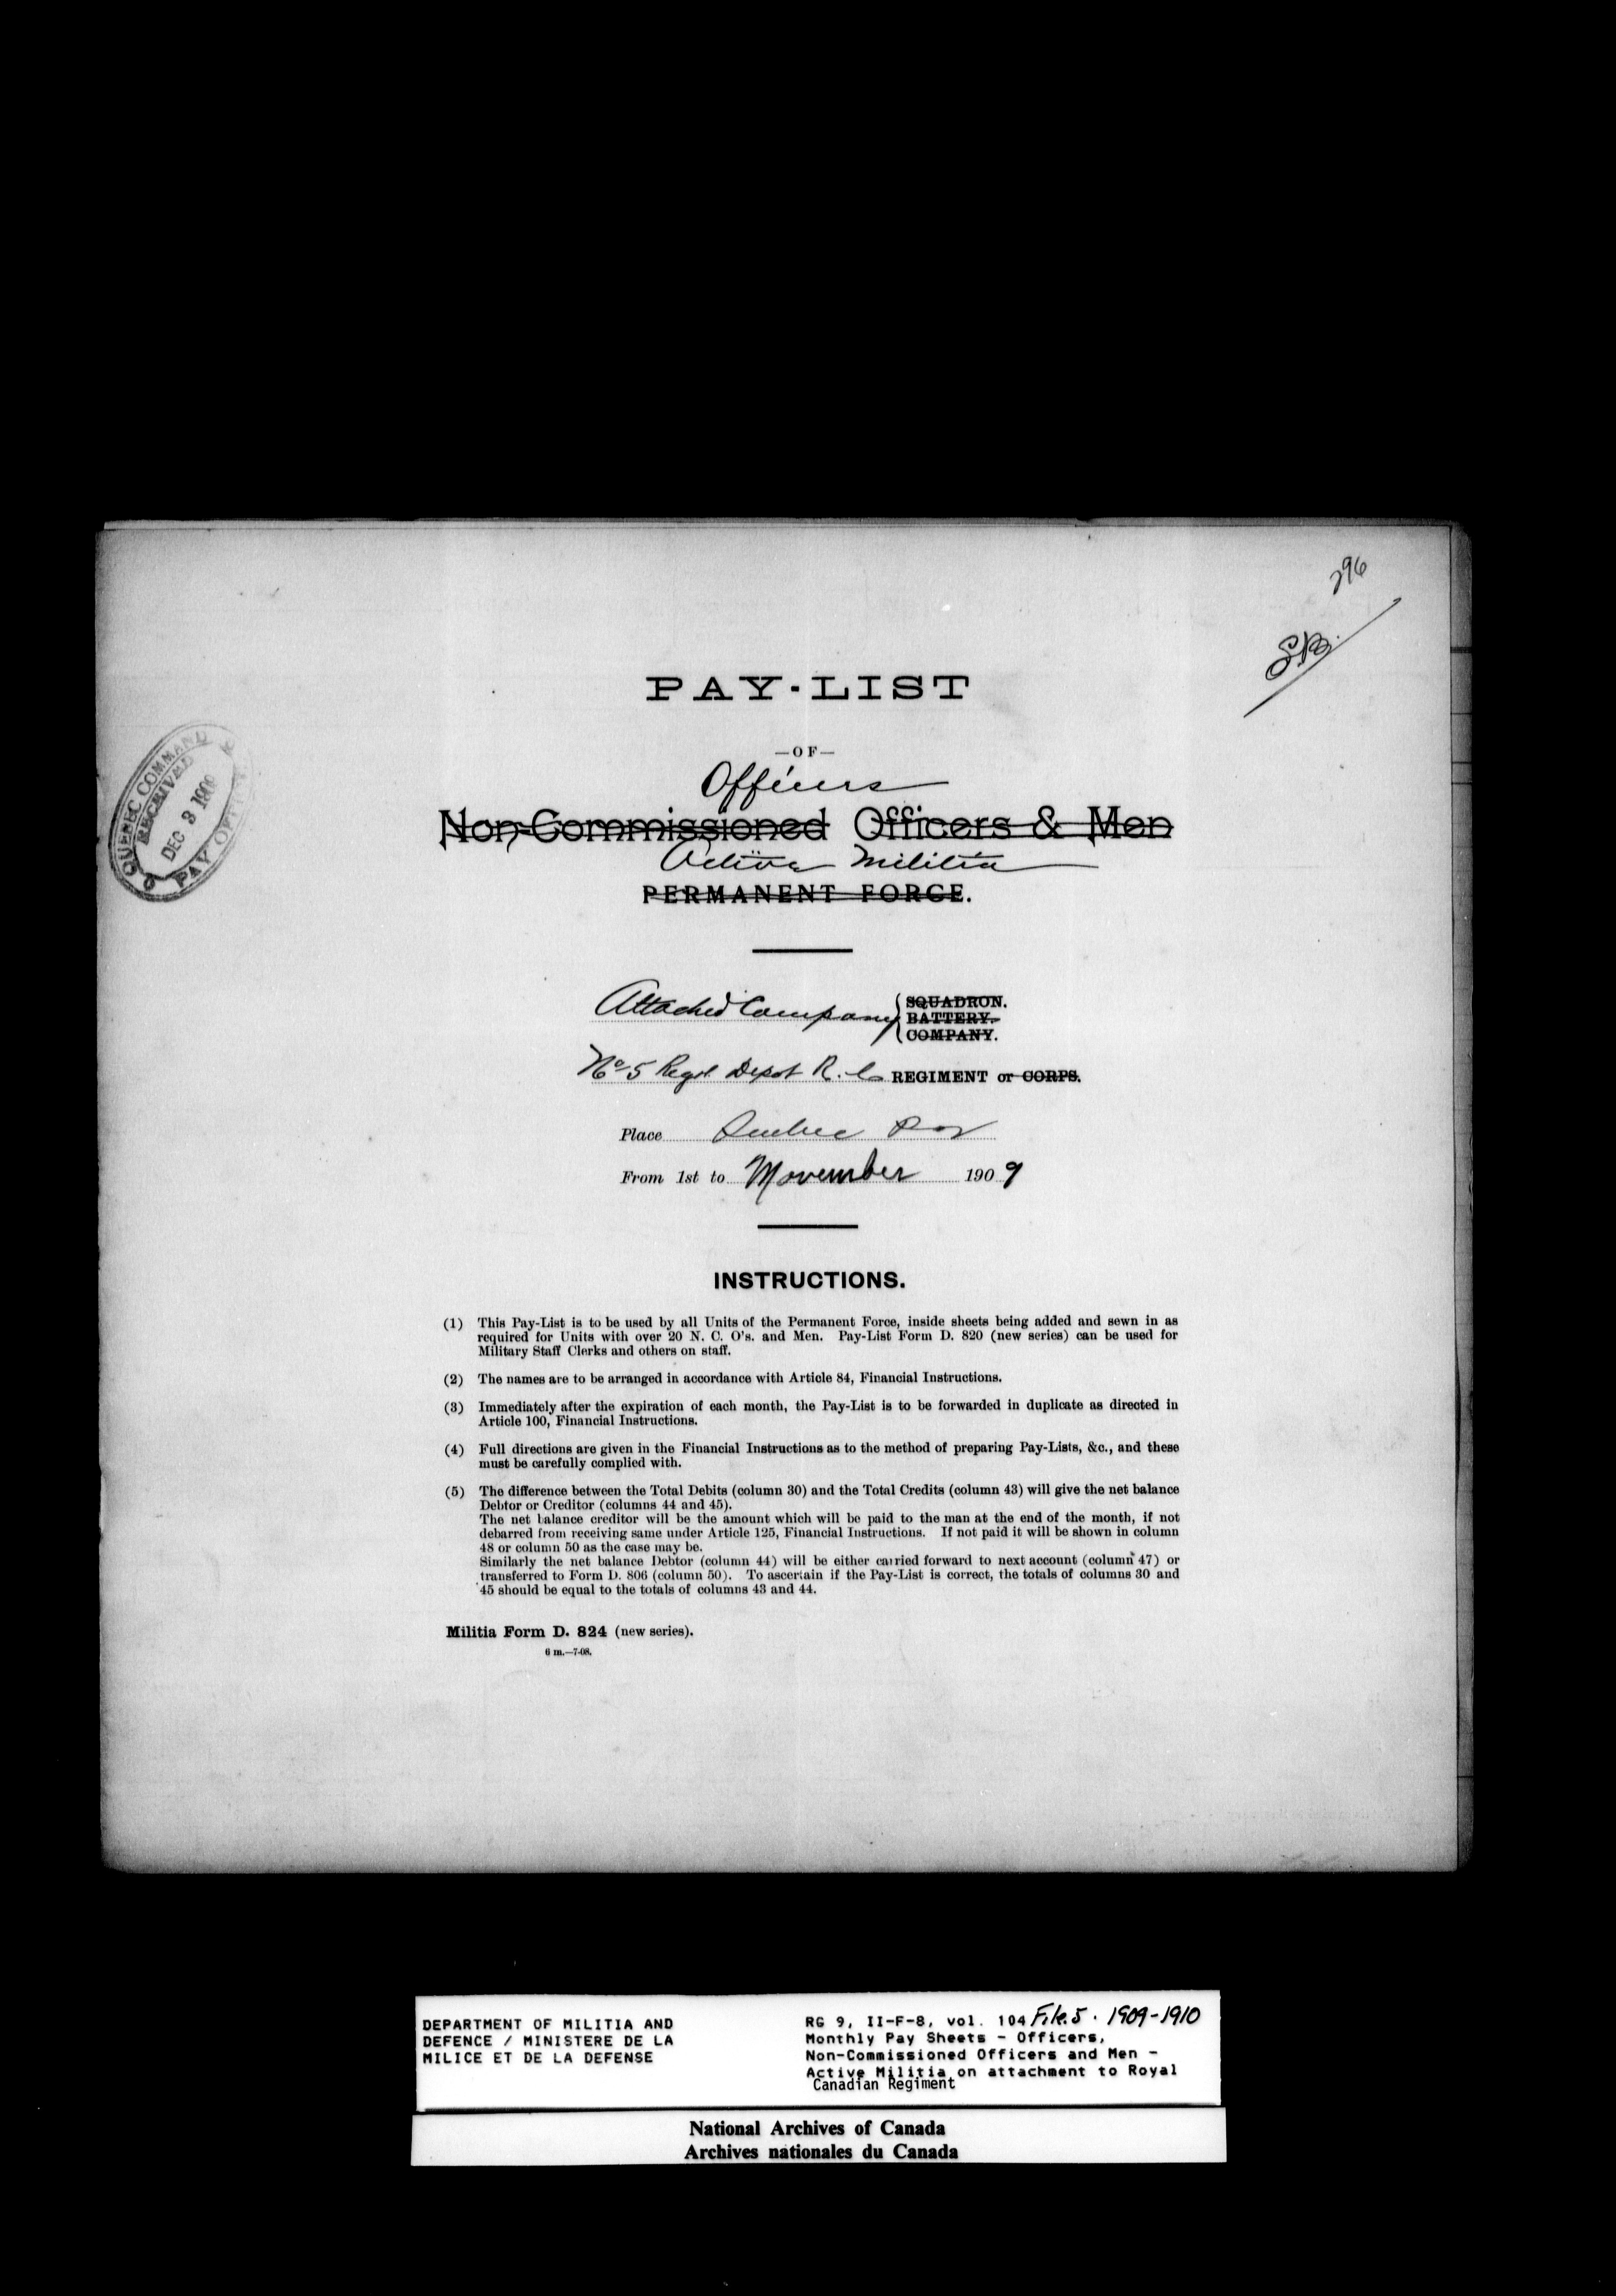 296
PAY-LIST
—OF—
Officers
Non-Commissioned Officers & Men
Active Militia
PERMANENT FORCE.
QUEBEC COMMAND
RECEIVED
DEC 3 1909
PAY OFFICE
Attached Company
SQUADRON.
BATTERY.
COMPANY.
No 5 Regtl Depot R. C. REGIMENT or CORPS.
Place Quebec
From 1st to November 1909
INSTRUCTIONS.
(1) This Pay-List is to be used by all Units of the Permanent Force, inside sheets being added and sewn in as
required for Units with over 20 N. C. O's. and Men. Pay-List Form D. 820 (new series) can be used for
Military Staff Clerks and others on staff.
(2) The names are to be arranged in accordance with Article 84, Financial Instructions.
(3) Immediately after the expiration of each month, the Pay-List is to be forwarded in duplicate as directed in
Article 100, Financial Instructions.
(4) Full directions are given in the Financial Instructions as to the method of preparing Pay-Lists, &c., and these
must be carefully complied with.
(5) The difference between the Total Debits (column 30) and the Total Credits (column 43) will give the net balance
Debtor or Creditor (columns 44 and 45).
The net balance creditor will be the amount which will be paid to the man at the end of the month, if not
debarred from receiving same under Article 125, Financial Instructions. If not paid it will be shown in column
48 or column 50 as the case may be.
Similarly the net balance Debtor (column 44) will be either carried forward to next account (column 47) or
transferred to Form D. 806 (column 50). To ascertain if the Pay-List is correct, the totals of columns 30 and
45 should be equal to the totals of columns 43 and 44.
Militia Form D. 824 (new series).
6 m.—7-08.
DEPARTMENT OF MILITIA AND
DEFENCE / MINISTERE DE LA
MILICE ET DE LA DEFENSE
RG 9, II-F-8, vol. 104 File 5. 1909-1910
Monthly Pay Sheets - Officers,
Non-Commissioned Officers and Men -
Active Militia on attachment to Royal
Canadian Regiment
National Archives of Canada
Archives nationales du Canada